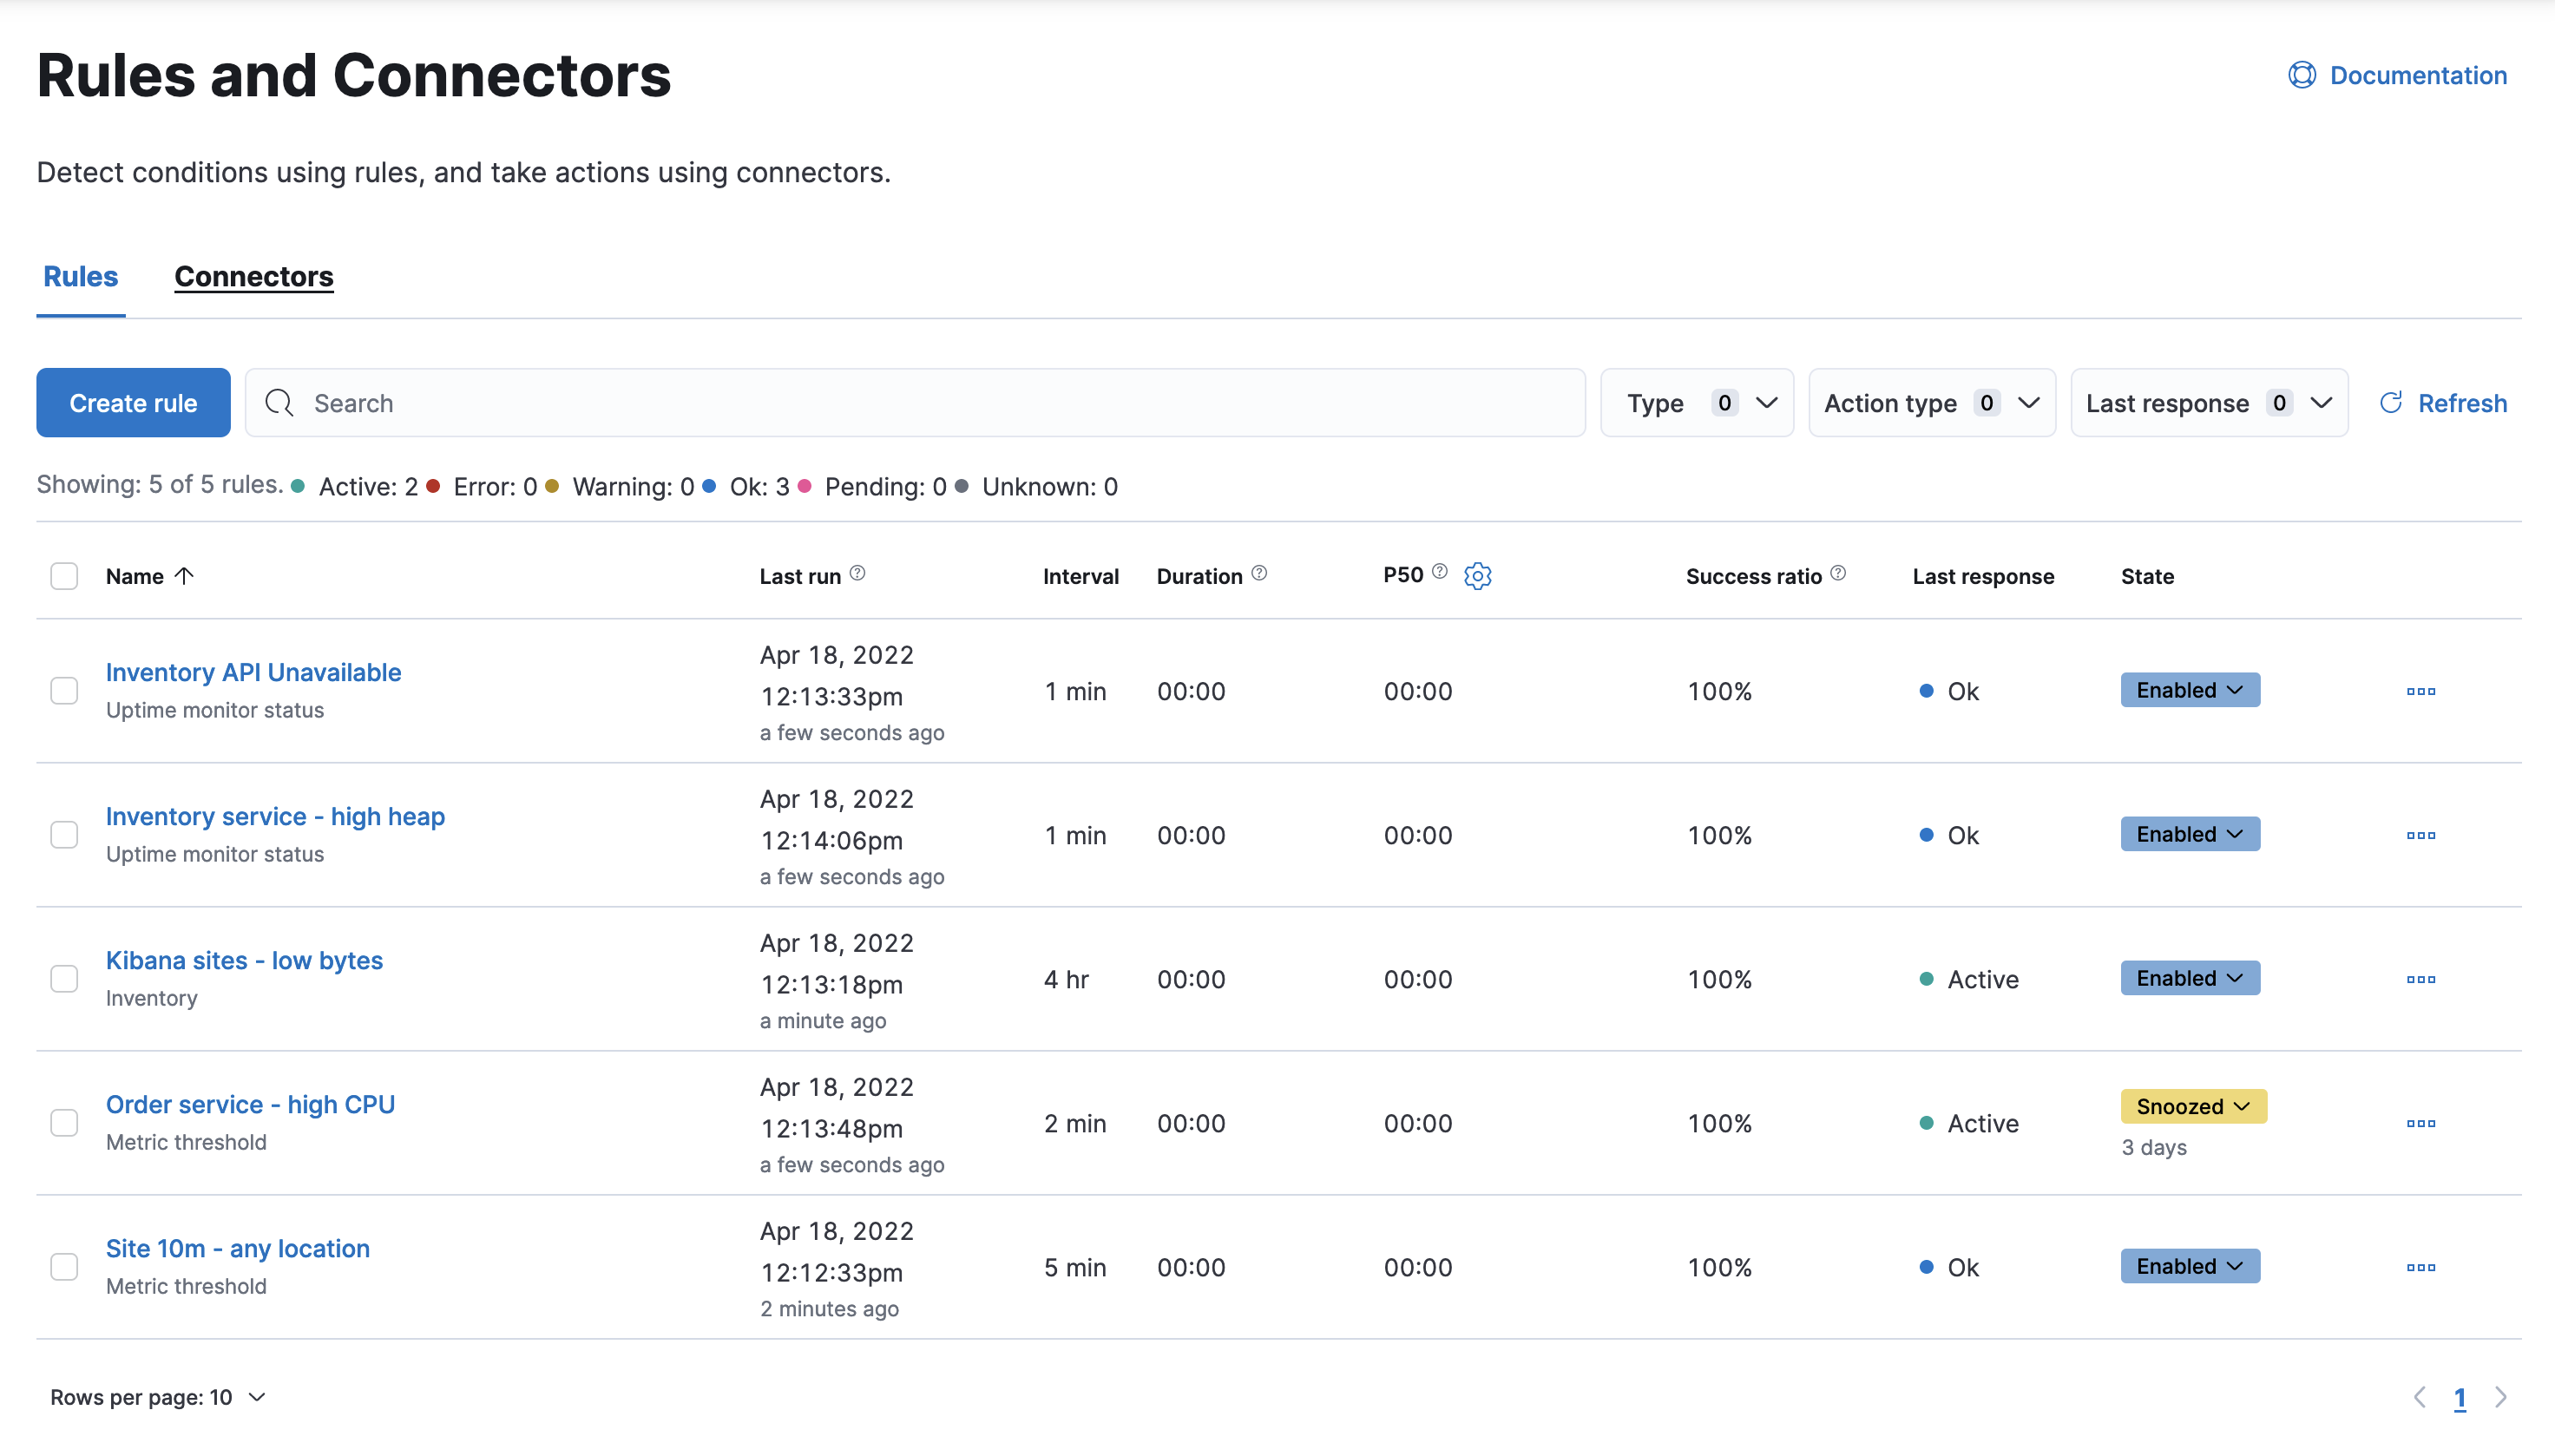 Rules and Connectors
Documentation
Detect conditions using rules, and take actions using connectors.
Rules Connectors
Create rule Search Type 0 Action type 0 Last response 0 Refresh
Showing: 5 of 5 rules. Active: 2 Error: 0 Warning: 0 Ok: 3 Pending: 0 Unknown: 0
Name Last run Interval Duration P50 Success ratio Last response State
Inventory API Unavailable
Uptime monitor status
Apr 18, 2022
12:13:33pm
a few seconds ago
1 min 00:00 00:00 100% Ok Enabled
Inventory service - high heap
Uptime monitor status
Apr 18, 2022
12:14:06pm
a few seconds ago
1 min 00:00 00:00 100% Ok Enabled
Kibana sites - low bytes
Inventory
Apr 18, 2022
12:13:18pm
a minute ago
4 hr 00:00 00:00 100% Active Enabled
Order service - high CPU
Metric threshold
Apr 18, 2022
12:13:48pm
a few seconds ago
2 min 00:00 00:00 100% Active Snoozed
3 days
Site 10m - any location
Metric threshold
Apr 18, 2022
12:12:33pm
2 minutes ago
5 min 00:00 00:00 100% Ok Enabled
Rows per page: 10
1